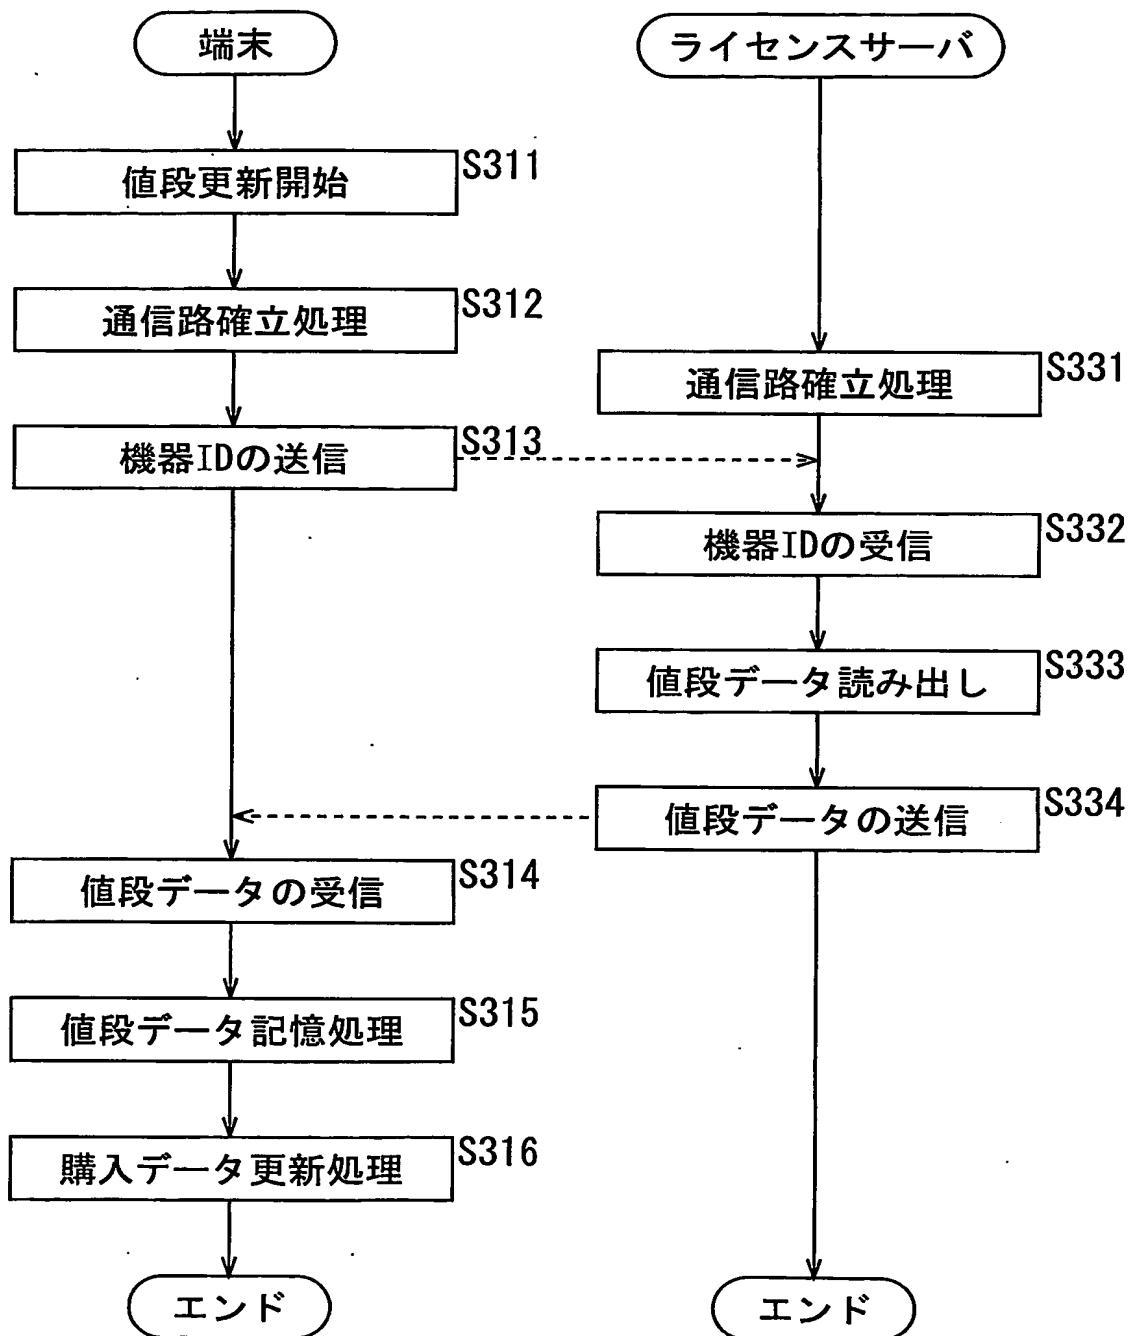 端末
値段更新開始
S311
通信路確立処理
S312
機器IDの送信
S313
値段データの受信
S314
値段データ記憶処理
S315
購入データ更新処理
S316
エンド
ライセンスサーバ
通信路確立処理
S331
機器IDの受信
S332
値段データ読み出し
S333
値段データの送信
S334
エンド